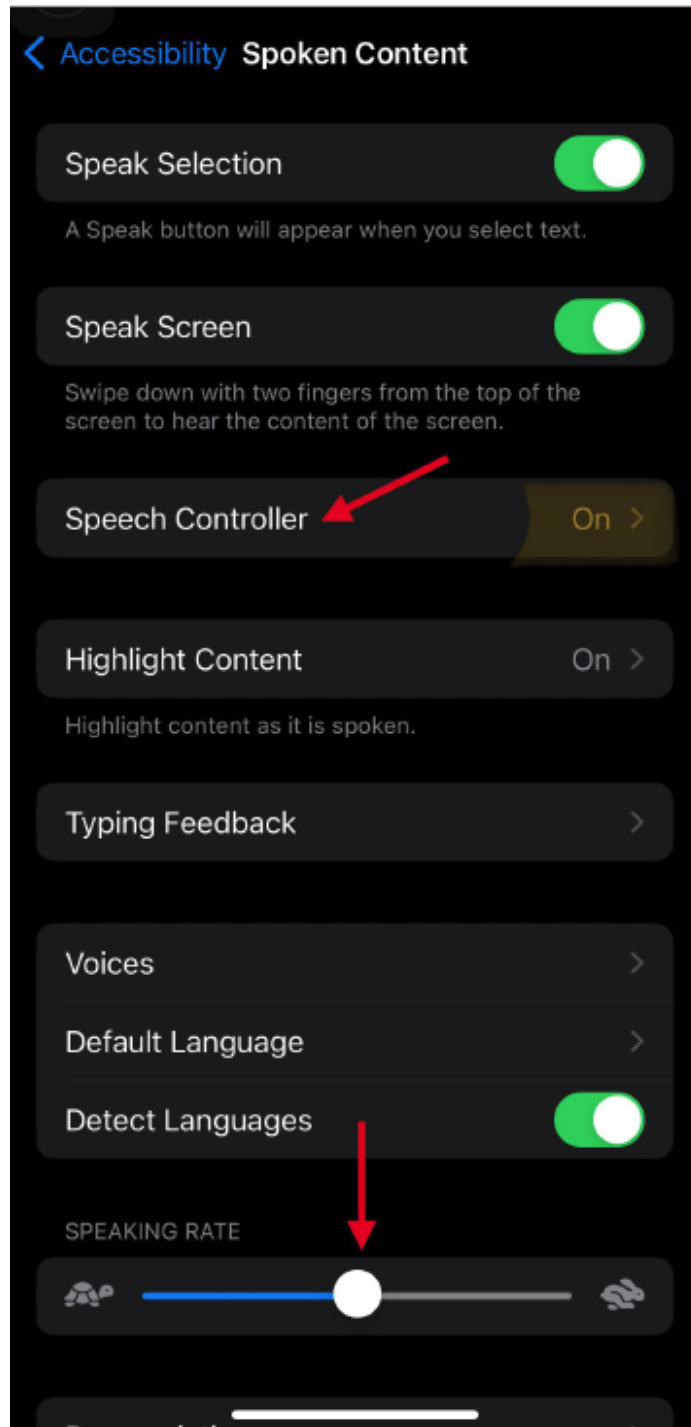 Accessibility Spoken Content
Speak Selection
A Speak button will appear when you select text.
Speak Screen
Swipe down with two fingers from the top of the
screen to hear the content of the screen.
Speech Controller On
Highlight Content On
Highlight content as it is spoken.
Typing Feedback
Voices
Default Language
Detect Languages
SPEAKING RATE